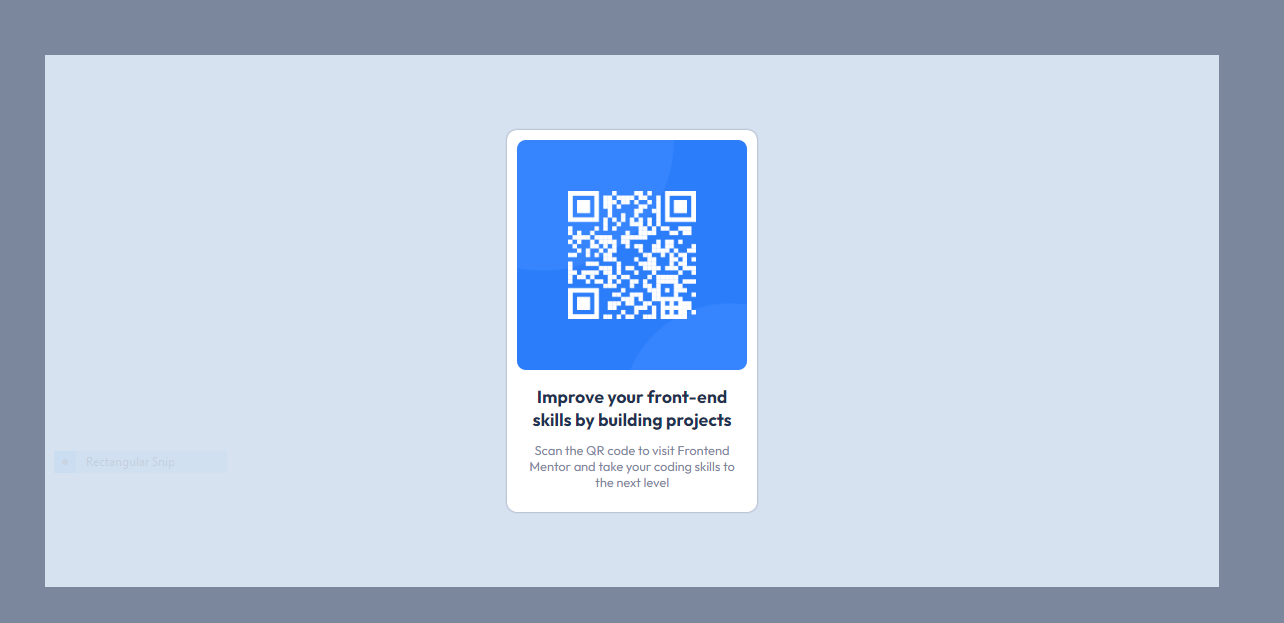 Improve your front-end
skills by building projects
Scan the QR code to visit Frontend
Mentor and take your coding skills to
the next level
Rectangular Snip